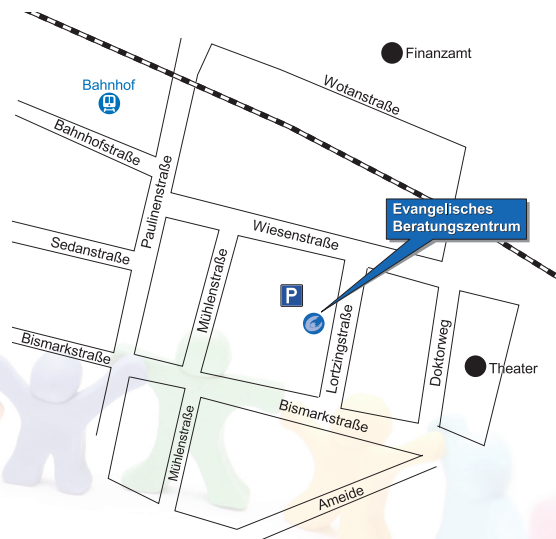 Finanzamt
Bahnhof
Wotanstraße
Bahnhofstraße
Paulinenstraße
Evangelisches
Beratungszentrum
Wiesenstraße
Sedanstraße
Mühlenstraße
P
Lortzingstraße
Doktorweg
Bismarkstraße
Theater
Bismarkstraße
Mühlenstraße
Ameide